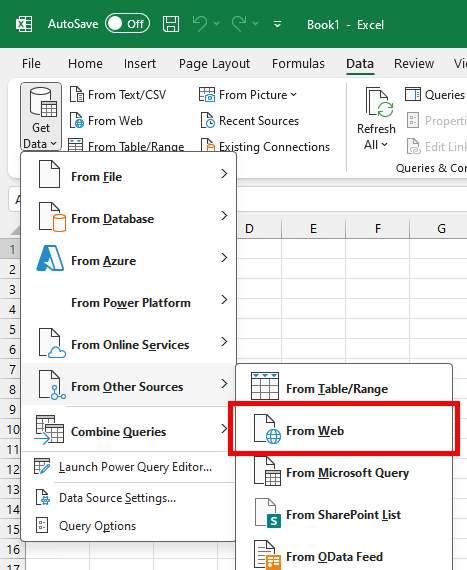 AutoSave Off Book1 - Excel
File Home Insert Page Layout Formulas Data Review
Get Data
From Text/CSV
From Web
From Table/Range
From Picture
Recent Sources
Existing Connections
Refresh All
Queries
Properti
Edit Link
Queries & Con
From File
From Database
From Azure
From Power Platform
From Online Services
From Other Sources
Combine Queries
Launch Power Query Editor...
Data Source Settings...
Query Options
D E F G
1
2
3
4
5
6
7
8
9
10
11
12
13
14
15
16
17
From Table/Range
From Web
From Microsoft Query
From SharePoint List
From OData Feed